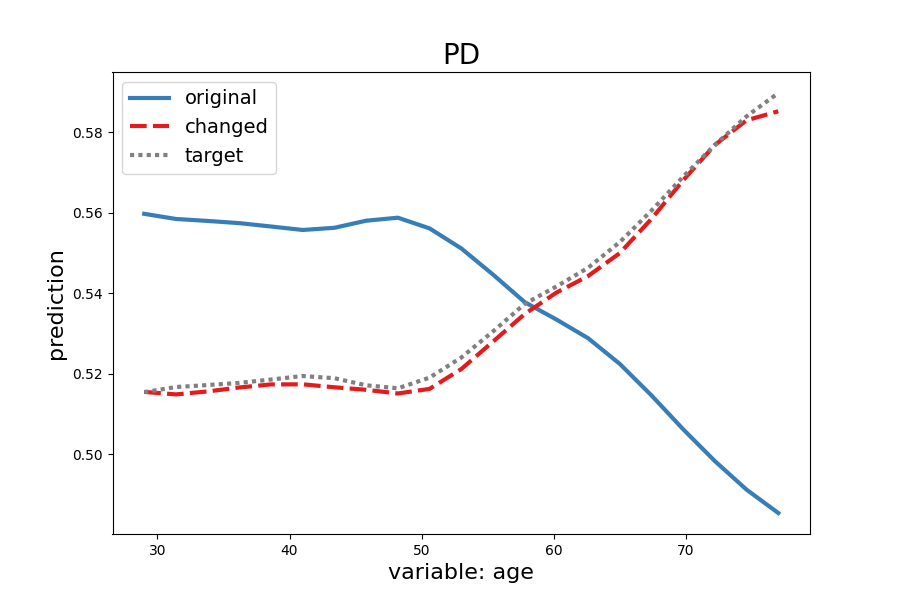 PD
original
changed
target
0.58
0.56
0.54
0.52
0.50
prediction
30 40 50 60 70
variable: age